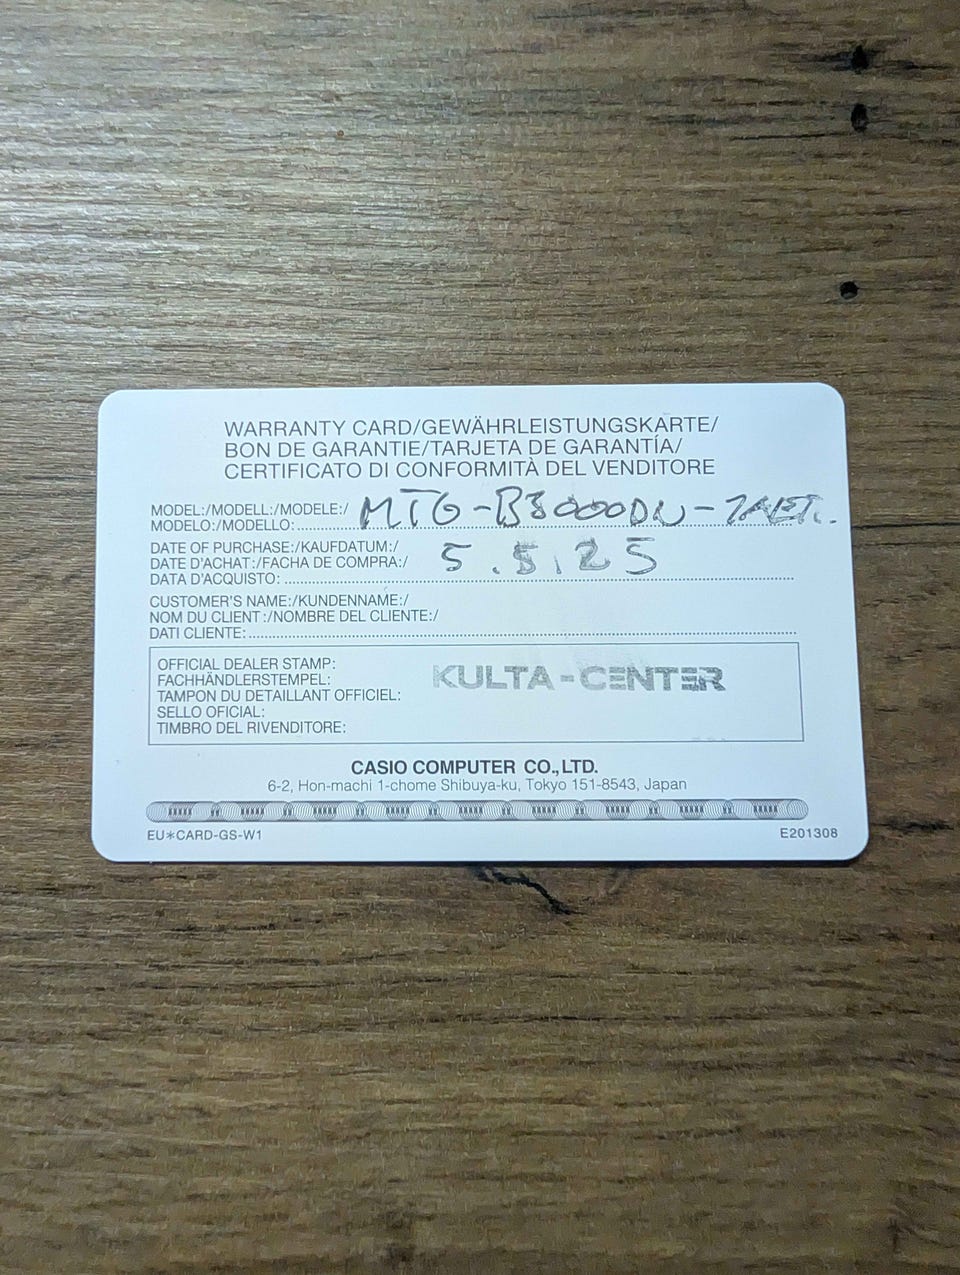 WARRANTY CARD/GEWÄHRLEISTUNGSKARTE/
BON DE GARANTIE/TARJETA DE GARANTÍA/
CERTIFICATO DI CONFORMITÀ DEL VENDITORE
MODEL:/MODELL:/MODELE:/
MODELO:/MODELLO: MTG-B3000DN-
DATE OF PURCHASE:/KAUFDATUM:/
DATE D'ACHAT:/FACHA DE COMPRA:/
DATA D'ACQUISTO: 5.5.25
CUSTOMER'S NAME:/KUNDENNAME:/
NOM DU CLIENT:/NOMBRE DEL CLIENTE:/
DATI CLIENTE:
OFFICIAL DEALER STAMP:
FACHHÄNDLERSTEMPEL:
TAMPON DU DETAILLANT OFFICIEL:
SELLO OFICIAL:
TIMBRO DEL RIVENDITORE:
KULTA-CENTER
CASIO COMPUTER CO.,LTD.
6-2, Hon-machi 1-chome Shibuya-ku, Tokyo 151-8543, Japan
EU*CARD-GS-W1
E201308